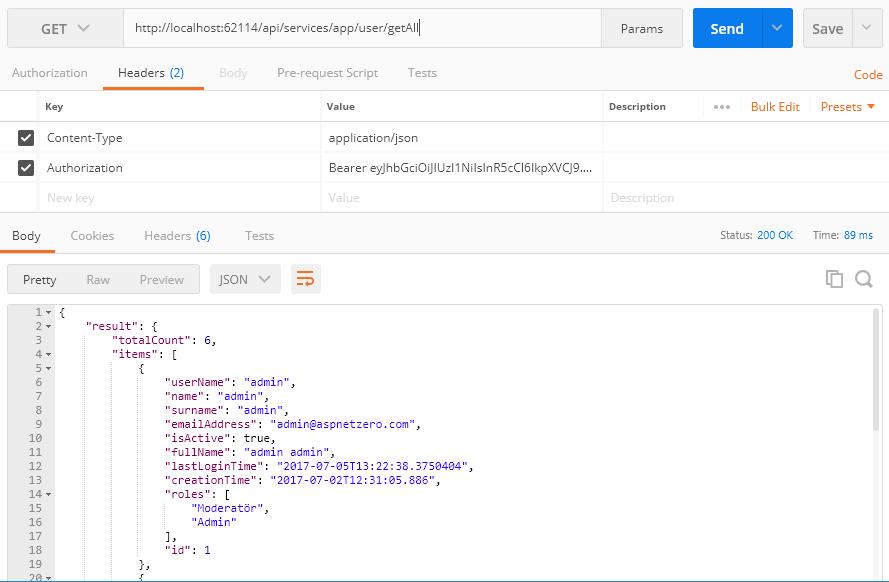 GET http://localhost:62114/api/services/app/user/getAll Params Send Save
Authorization Headers (2) Body Pre-request Script Tests Code
Key Value Description ••• Bulk Edit Presets
Content-Type application/json
Authorization Bearer eyJhbGciOiJIUzI1NiIsInR5cCI6IkpXVCJ9....
New key Value Description
Body Cookies Headers (6) Tests Status: 200 OK Time: 89 ms
Pretty Raw Preview JSON
1 {
2 "result": {
3 "totalCount": 6,
4 "items": [
5 {
6 "userName": "admin",
7 "name": "admin",
8 "surname": "admin",
9 "emailAddress": "admin@aspnetzero.com",
10 "isActive": true,
11 "fullName": "admin admin",
12 "lastLoginTime": "2017-07-05T13:22:38.3750404",
13 "creationTime": "2017-07-02T12:31:05.886",
14 "roles": [
15 "Moderatör",
16 "Admin"
17 ],
18 "id": 1
19 },
20 {